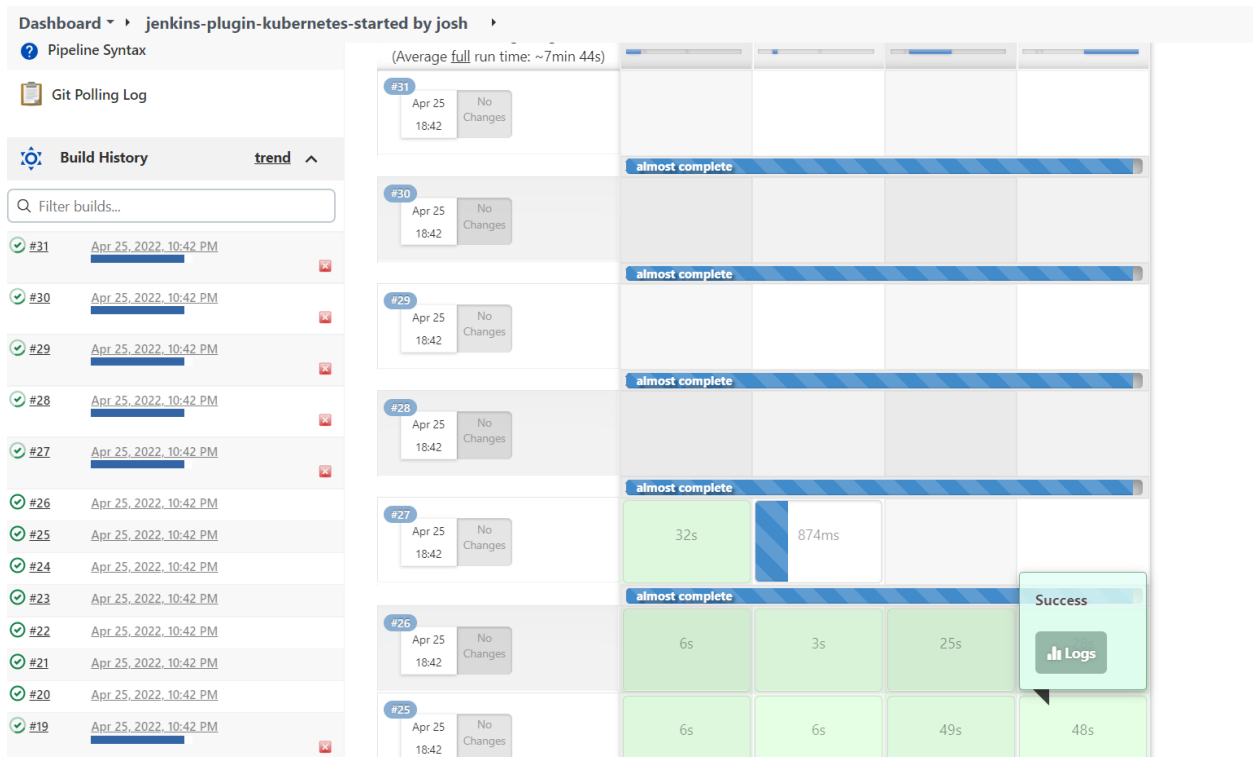 Dashboard jenkins-plugin-kubernetes-started by josh
Pipeline Syntax
Git Polling Log
Build History trend
Filter builds...
#31 Apr 25, 2022, 10:42 PM
#30 Apr 25, 2022, 10:42 PM
#29 Apr 25, 2022, 10:42 PM
#28 Apr 25, 2022, 10:42 PM
#27 Apr 25, 2022, 10:42 PM
#26 Apr 25, 2022, 10:42 PM
#25 Apr 25, 2022, 10:42 PM
#24 Apr 25, 2022, 10:42 PM
#23 Apr 25, 2022, 10:42 PM
#22 Apr 25, 2022, 10:42 PM
#21 Apr 25, 2022, 10:42 PM
#20 Apr 25, 2022, 10:42 PM
#19 Apr 25, 2022, 10:42 PM
(Average full run time: ~7min 44s)
#31
Apr 25 No
18:42 Changes
almost complete
#30
Apr 25 No
18:42 Changes
almost complete
#29
Apr 25 No
18:42 Changes
almost complete
#28
Apr 25 No
18:42 Changes
almost complete
#27
Apr 25 No
18:42 Changes
32s 874ms
almost complete
#26
Apr 25 No
18:42 Changes
6s 3s 25s
Success
Logs
#25
Apr 25 No
18:42 Changes
6s 6s 49s 48s